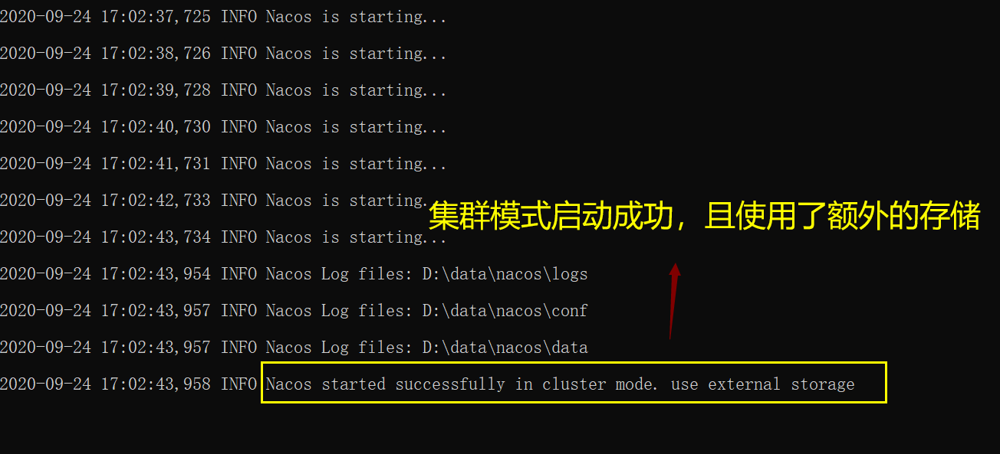 2020-09-24 17:02:37,725 INFO Nacos is starting...
2020-09-24 17:02:38,726 INFO Nacos is starting...
2020-09-24 17:02:39,728 INFO Nacos is starting...
2020-09-24 17:02:40,730 INFO Nacos is starting...
2020-09-24 17:02:41,731 INFO Nacos is starting...
2020-09-24 17:02:42,733 INFO Nacos is starting.
集群模式启动成功，且使用了额外的存储
2020-09-24 17:02:43,734 INFO Nacos is starting...
2020-09-24 17:02:43,954 INFO Nacos Log files: D:\data\nacos\logs
2020-09-24 17:02:43,957 INFO Nacos Log files: D:\data\nacos\conf
2020-09-24 17:02:43,957 INFO Nacos Log files: D:\data\nacos\data
2020-09-24 17:02:43,958 INFO Nacos started successfully in cluster mode. use external storage